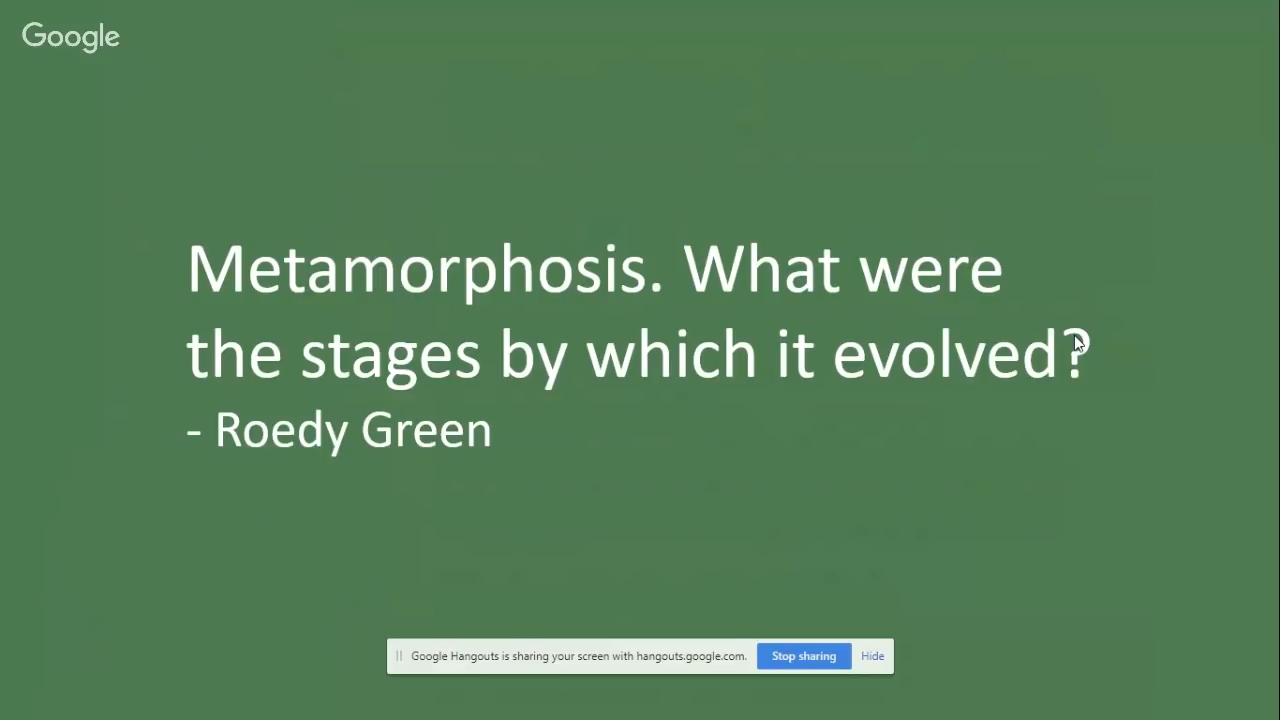 Google
Metamorphosis. What were
the stages by which it evolved?
- Roedy Green
Google Hangouts is sharing your screen with hangouts.google.com. Stop sharing Hide